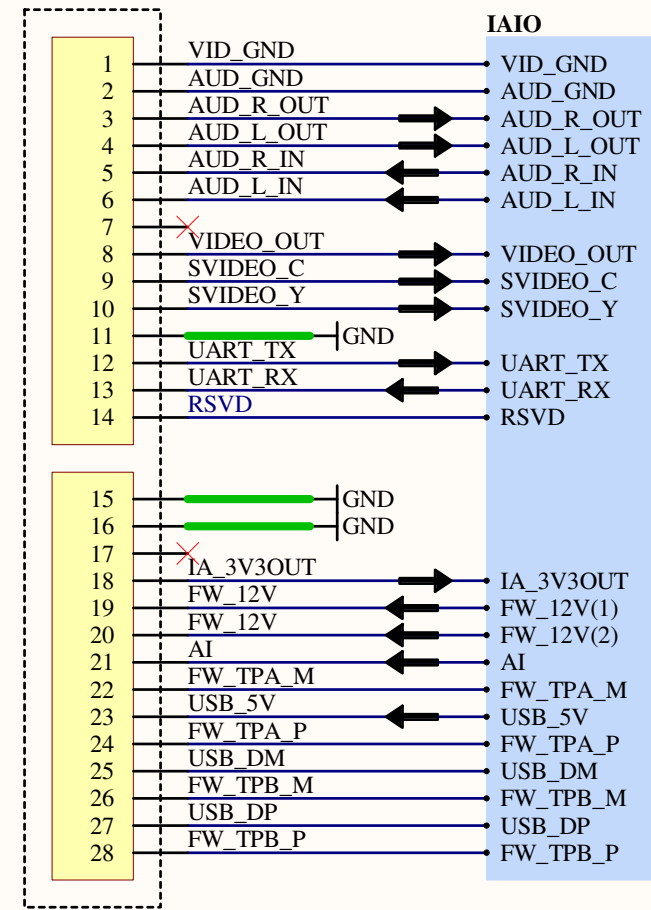 IAIO
1 VID_GND VID_GND
2 AUD_GND AUD_GND
3 AUD_R_OUT AUD_R_OUT
4 AUD_L_OUT AUD_L_OUT
5 AUD_R_IN AUD_R_IN
6 AUD_L_IN AUD_L_IN
7
8 VIDEO_OUT VIDEO_OUT
9 SVIDEO_C SVIDEO_C
10 SVIDEO_Y SVIDEO_Y
11 GND
12 UART_TX UART_TX
13 UART_RX UART_RX
14 RSVD RSVD
15 GND
16 GND
17
18 IA_3V3OUT IA_3V3OUT
19 FW_12V FW_12V(1)
20 FW_12V FW_12V(2)
21 AI AI
22 FW_TPA_M FW_TPA_M
23 USB_5V USB_5V
24 FW_TPA_P FW_TPA_P
25 USB_DM USB_DM
26 FW_TPB_M FW_TPB_M
27 USB_DP USB_DP
28 FW_TPB_P FW_TPB_P